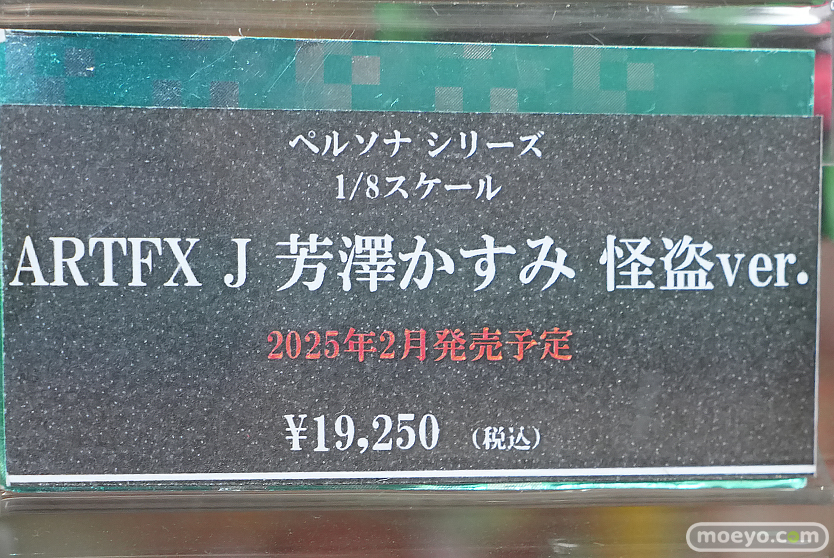 ペルソナ シリーズ
1/8スケール
ARTFX J 芳澤かすみ 怪盗ver.
2025年2月発売予定
¥19,250 (税込)
moeyo.com